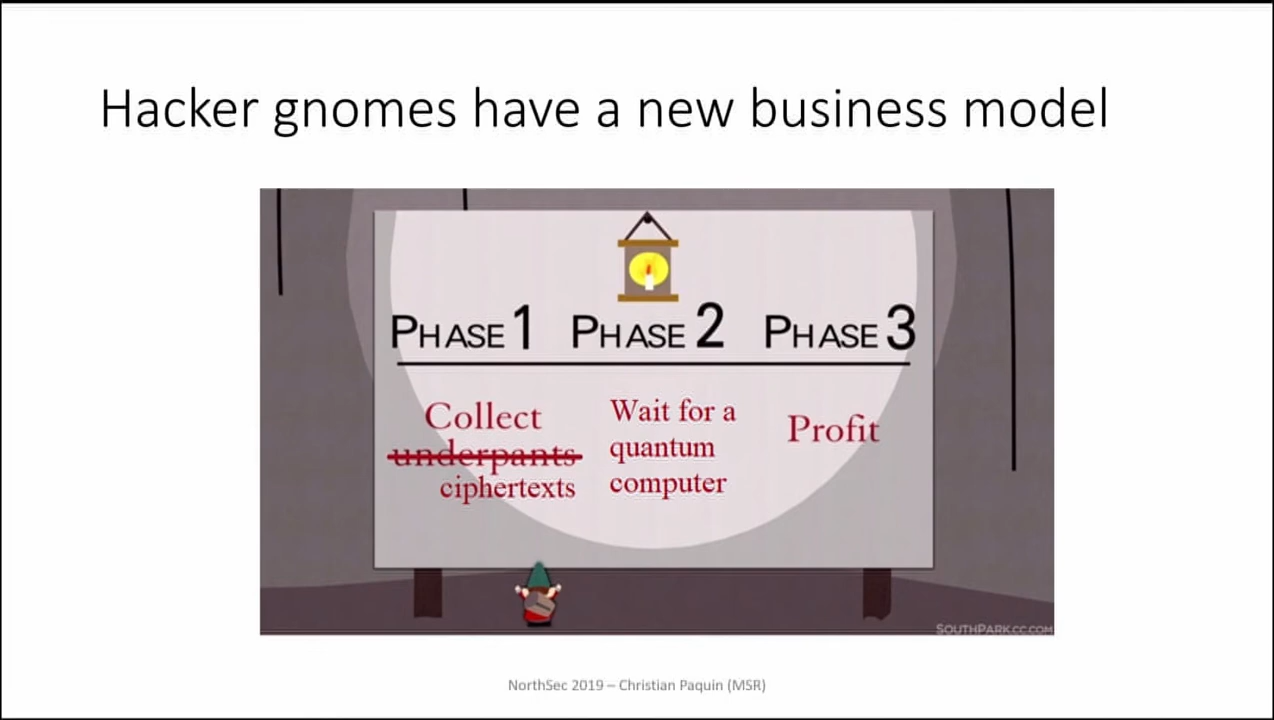 Hacker gnomes have a new business model
PHASE 1 PHASE 2 PHASE 3
Collect
underpants
ciphertexts
Wait for a
quantum
computer
Profit
SOUTHPARK.CC.COM
NorthSec 2019 – Christian Paquin (MSR)